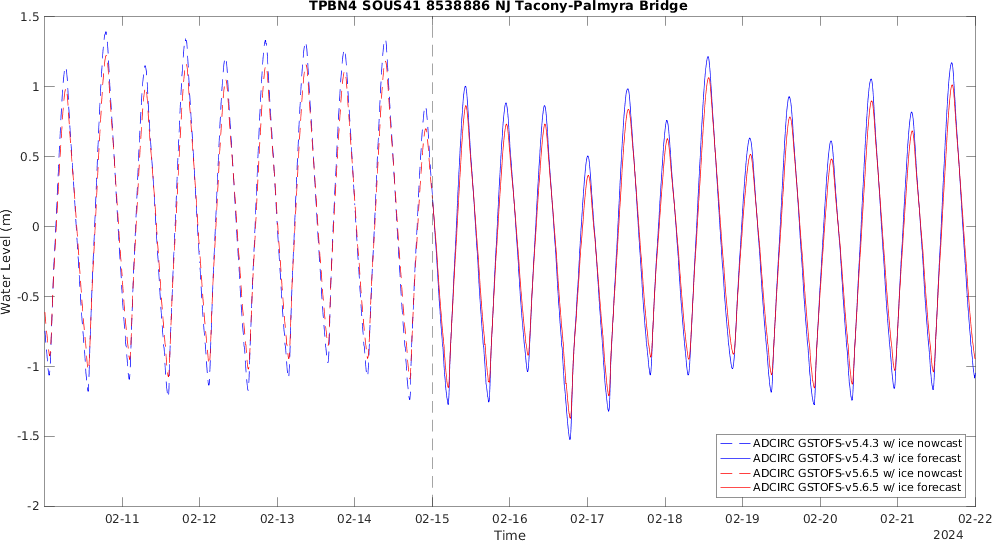 TPBN4 SOUS41 8538886 NJ Tacony-Palmyra Bridge
1.5
1
0.5
0
-0.5
-1
-1.5
-2
Water Level (m)
02-11 02-12 02-13 02-14 02-15 02-16 02-17 02-18 02-19 02-20 02-21 02-22
Time
2024
ADCIRC GSTOFS-v5.4.3 w/ ice nowcast
ADCIRC GSTOFS-v5.4.3 w/ ice forecast
ADCIRC GSTOFS-v5.6.5 w/ ice nowcast
ADCIRC GSTOFS-v5.6.5 w/ ice forecast